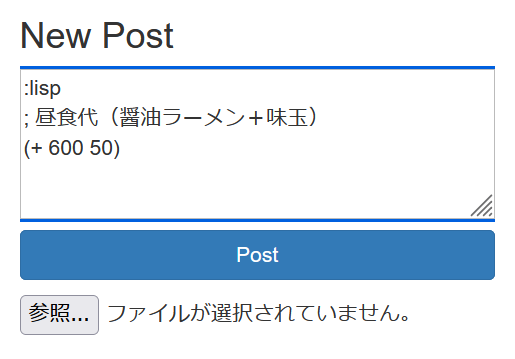 New Post
:lisp
; 昼食代（醤油ラーメン＋味玉）
(+ 600 50)
Post
参照... ファイルが選択されていません。